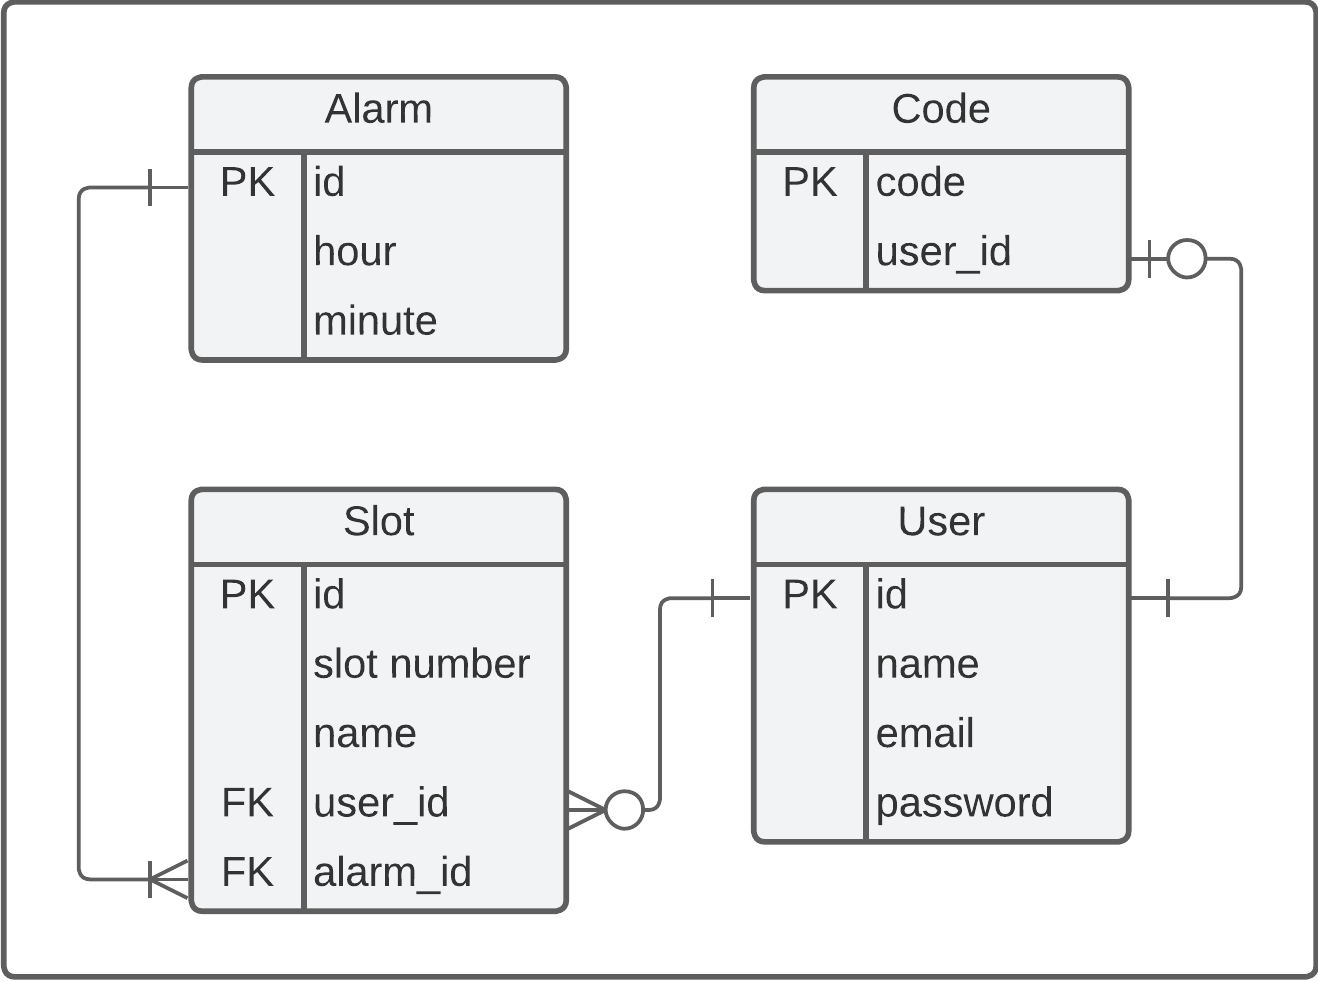 Alarm
PK id
hour
minute
Code
PK code
user_id
Slot
PK id
slot number
name
FK user_id
FK alarm_id
User
PK id
name
email
password